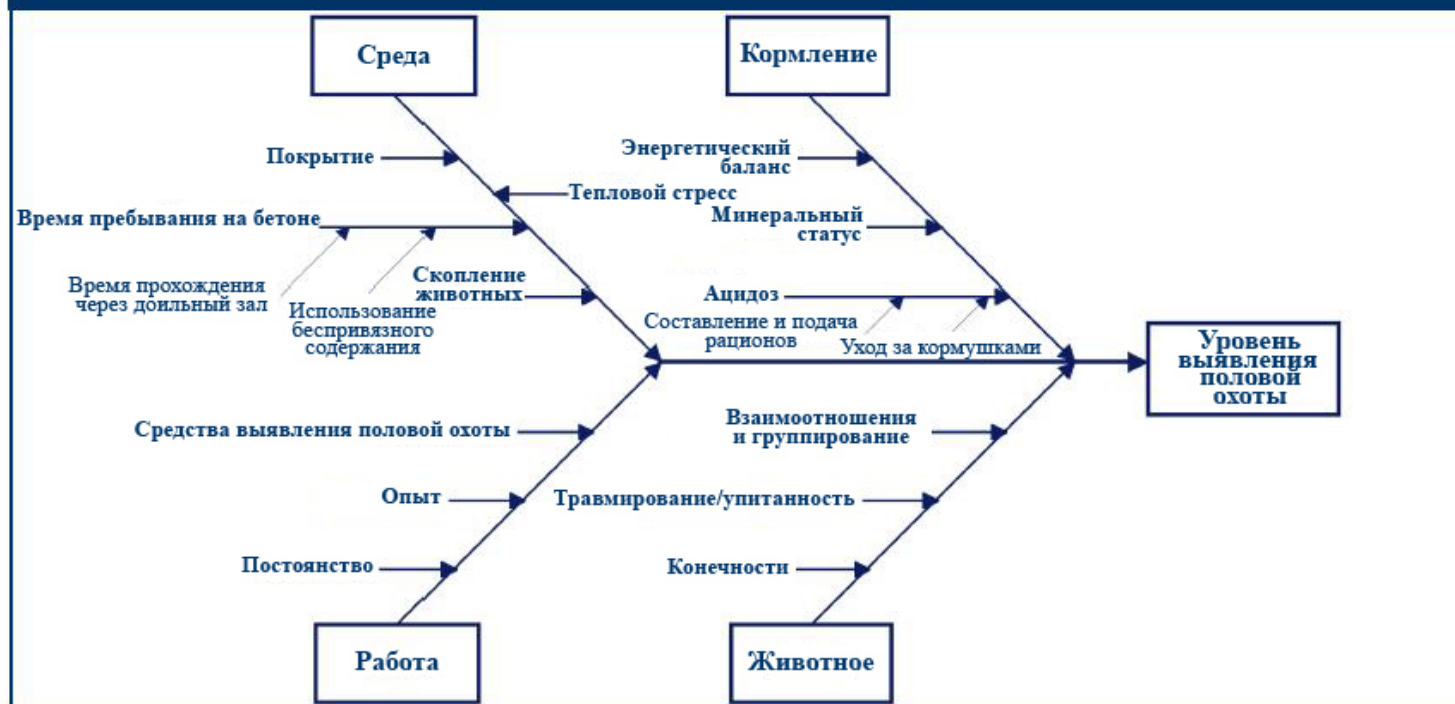 Среда
Кормление
Покрытие
Энергетический
баланс
Тепловой стресс
Время пребывания на бетоне
Минеральный
статус
Время прохождения
через доильный зал
Скопление
животных
Использование
беспривязного
содержания
Ацидоз
Составление и подача
рационов
Уход за кормушками
Уровень
выявления
половой
охоты
Средства выявления половой охоты
Взаимоотношения
и группирование
Опыт
Травмирование/упитанность
Постоянство
Конечности
Работа
Животное